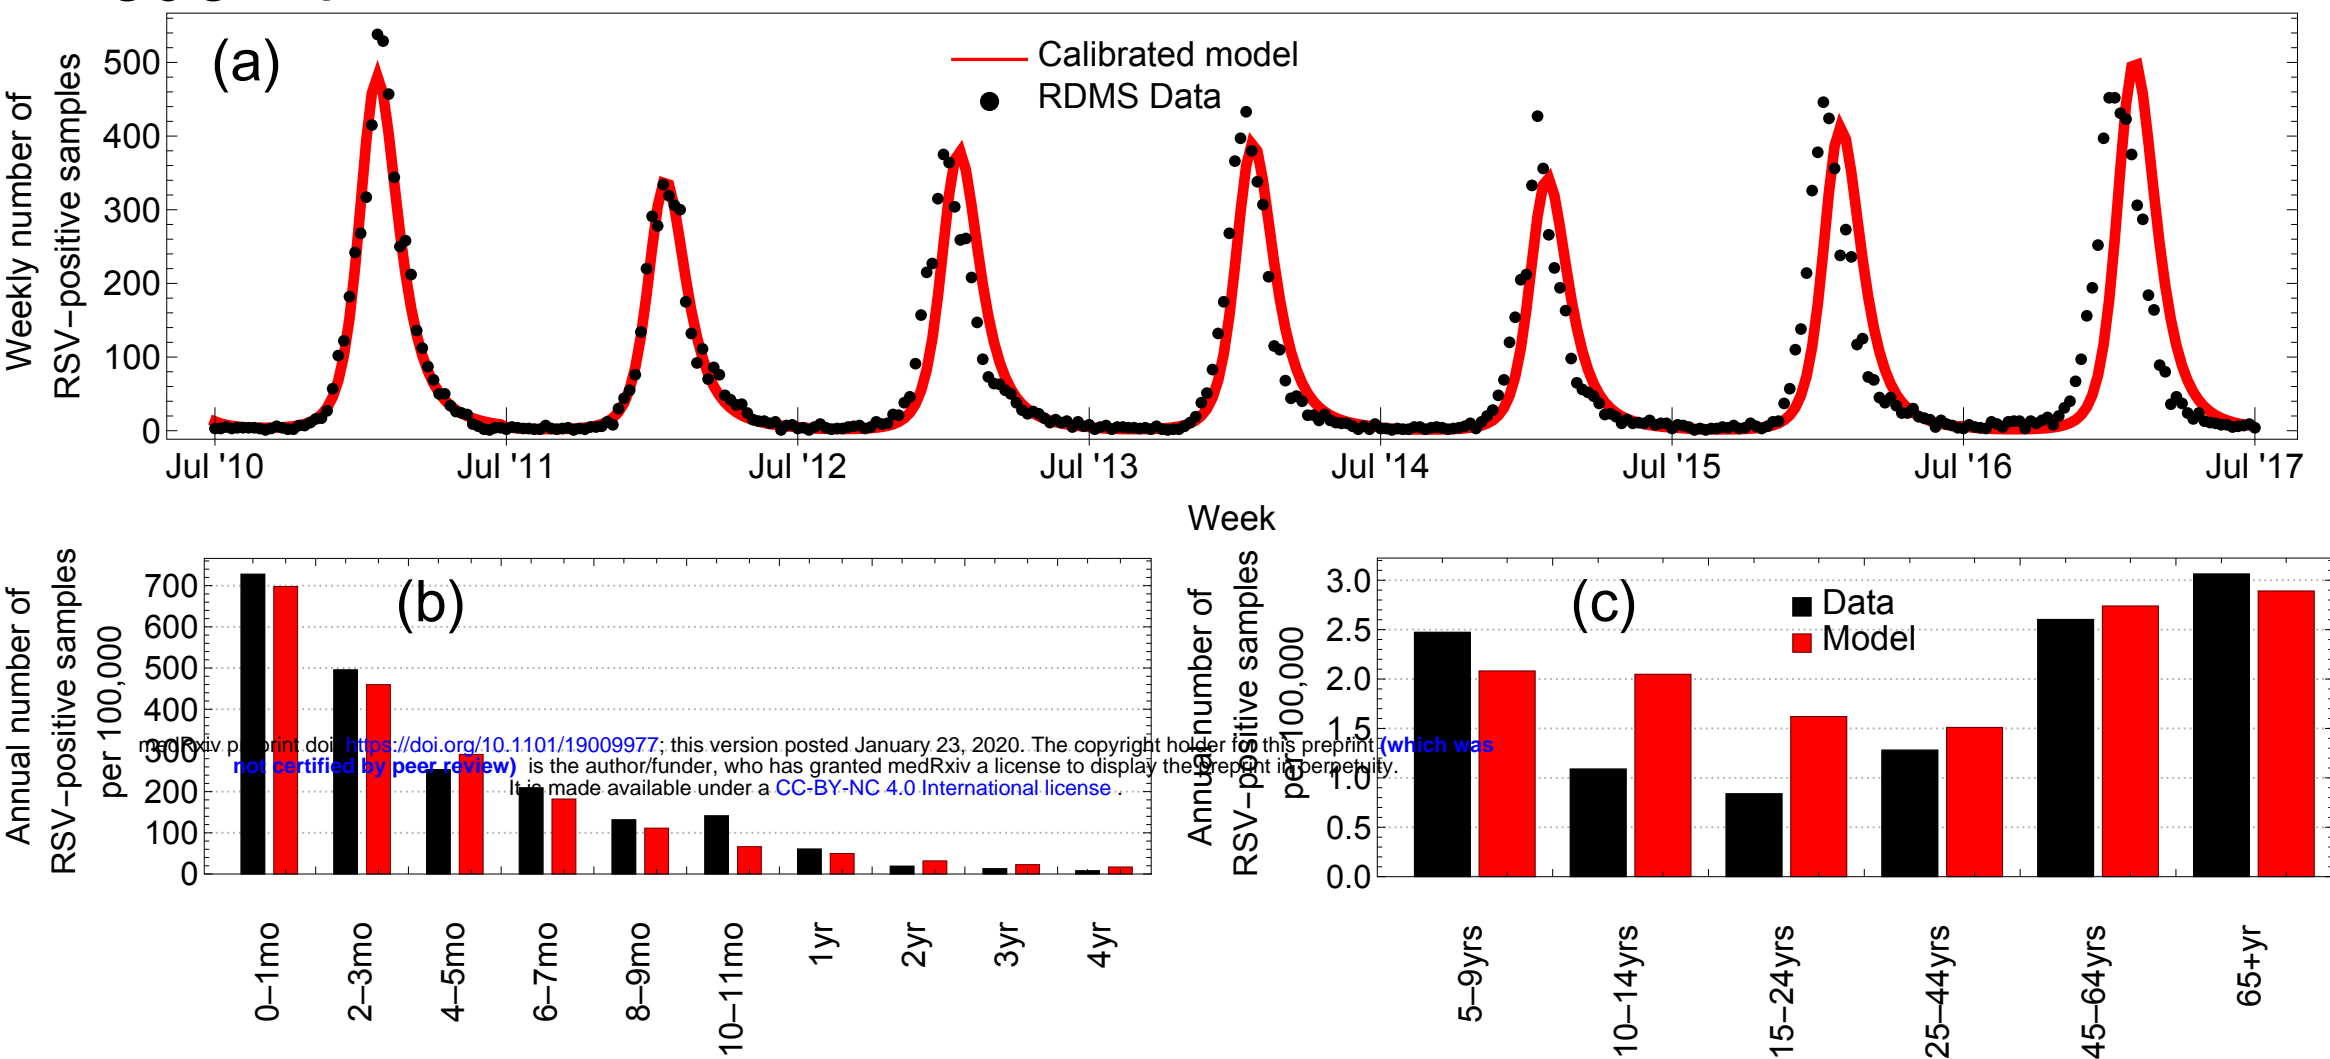 (a)
Calibrated model
RDMS Data
Weekly number of
RSV−positive samples
500
400
300
200
100
0
Jul '10 Jul '11 Jul '12 Jul '13 Jul '14 Jul '15 Jul '16 Jul '17
Week
(b)
Annual number of
RSV−positive samples
per 100,000
700
600
500
400
300
200
100
0
0−1mo 2−3mo 4−5mo 6−7mo 8−9mo 10−11mo 1yr 2yr 3yr 4yr
(c)
Data
Model
Annual number of
RSV−positive samples
per 100,000
3.0
2.5
2.0
1.5
1.0
0.5
0.0
5−9yrs 10−14yrs 15−24yrs 25−44yrs 45−64yrs 65+yr
medRxiv preprint doi: https://doi.org/10.1101/19009977; this version posted January 23, 2020. The copyright holder for this preprint (which was
not certified by peer review) is the author/funder, who has granted medRxiv a license to display the preprint in perpetuity.
It is made available under a CC-BY-NC 4.0 International license .